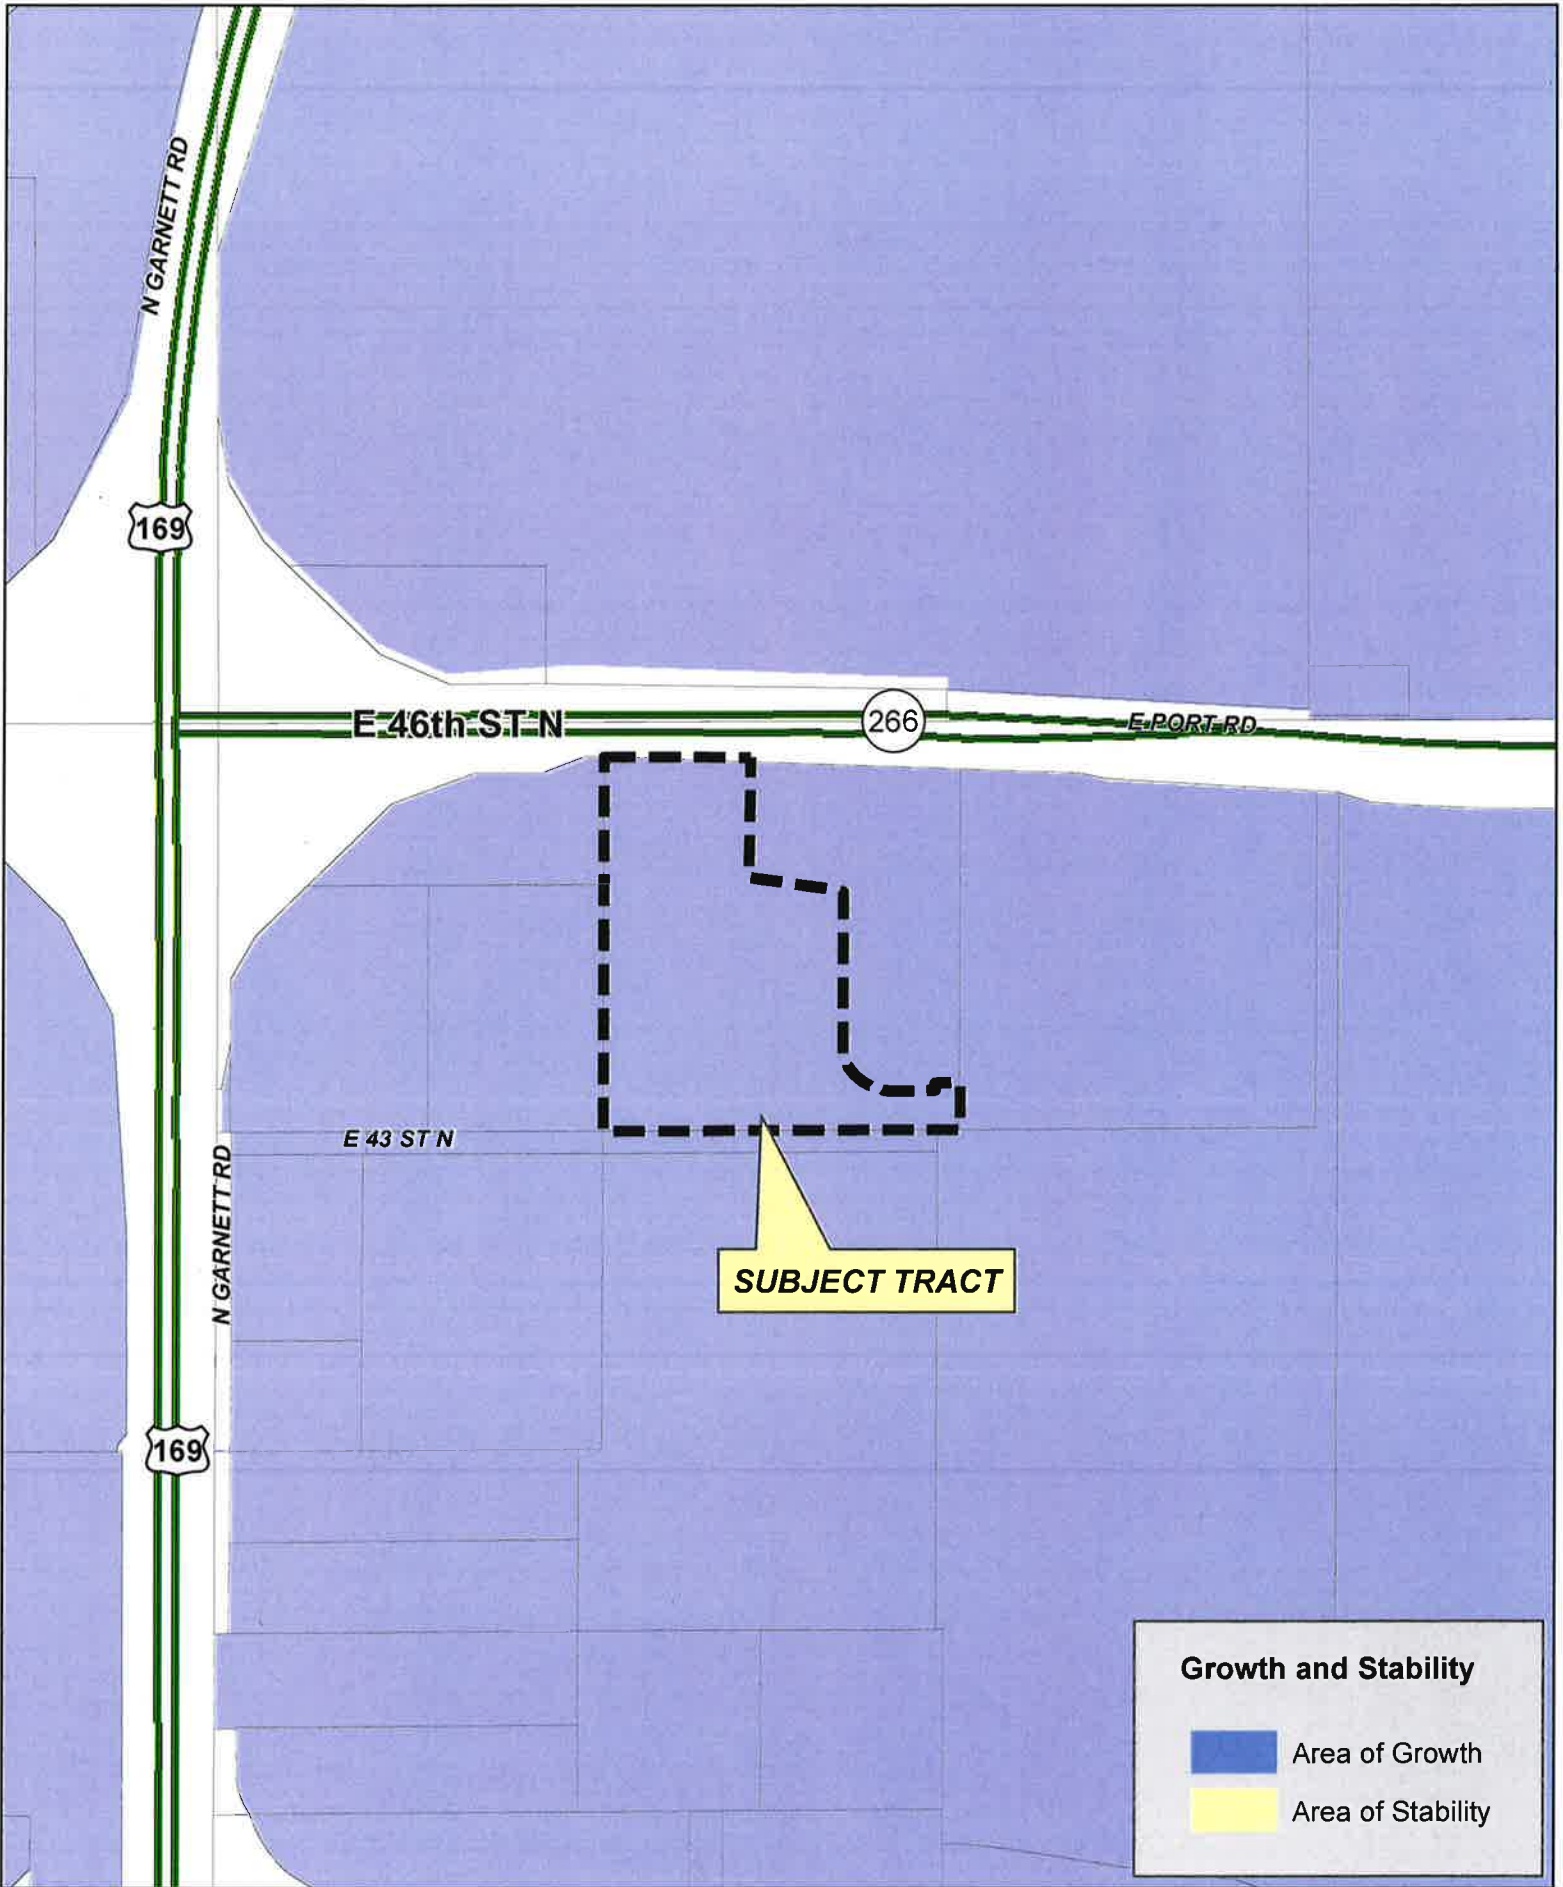 N GARNETT RD
169
E 46th ST N
266
E PORT RD
E 43 ST N
N GARNETT RD
SUBJECT TRACT
169
Growth and Stability
Area of Growth
Area of Stability